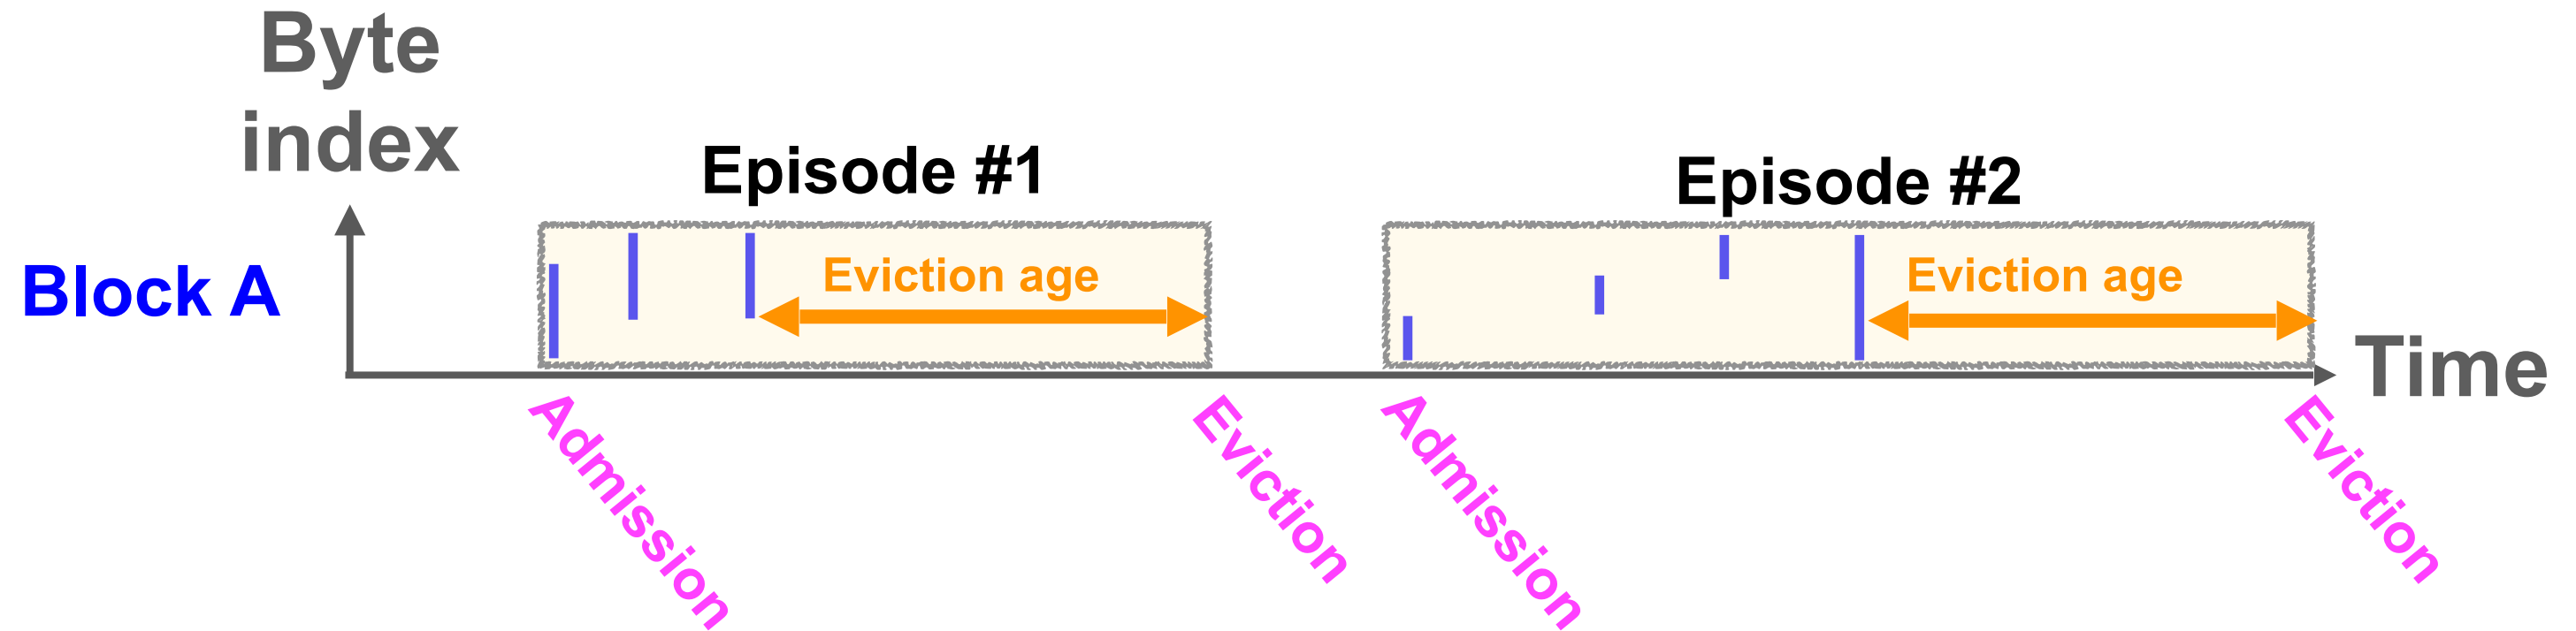 Byte
index
Episode #1
Episode #2
Block A
Eviction age
Eviction age
Time
Admission
Eviction
Admission
Eviction